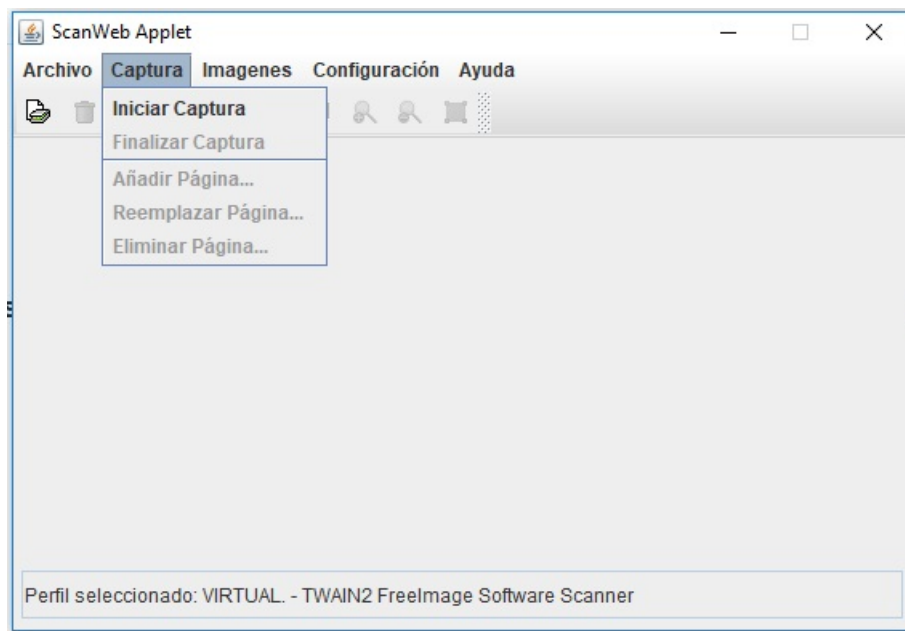 ScanWeb Applet
Archivo Captura Imagenes Configuración Ayuda
Iniciar Captura
Finalizar Captura
Añadir Página...
Reemplazar Página...
Eliminar Página...
Perfil seleccionado: VIRTUAL. - TWAIN2 FreeImage Software Scanner